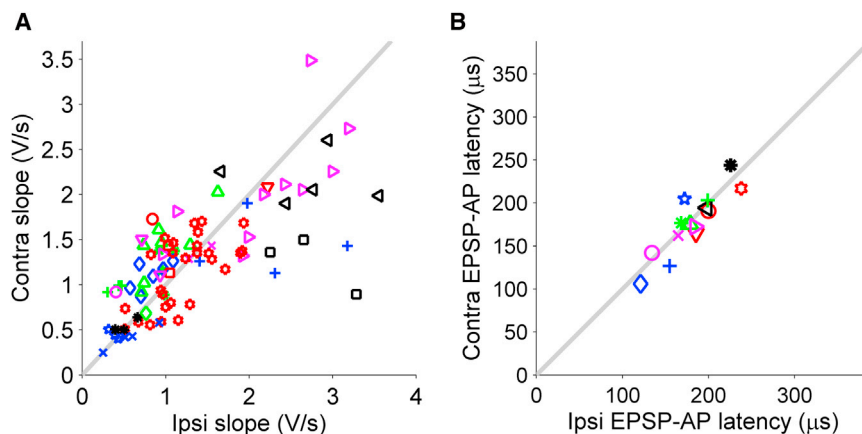 A
Contra slope (V/s)
3.5
3
2.5
2
1.5
1
0.5
0
0 1 2 3 4
Ipsi slope (V/s)
B
Contra EPSP-AP latency (μs)
350
300
250
200
150
100
50
0
0 100 200 300
Ipsi EPSP-AP latency (μs)